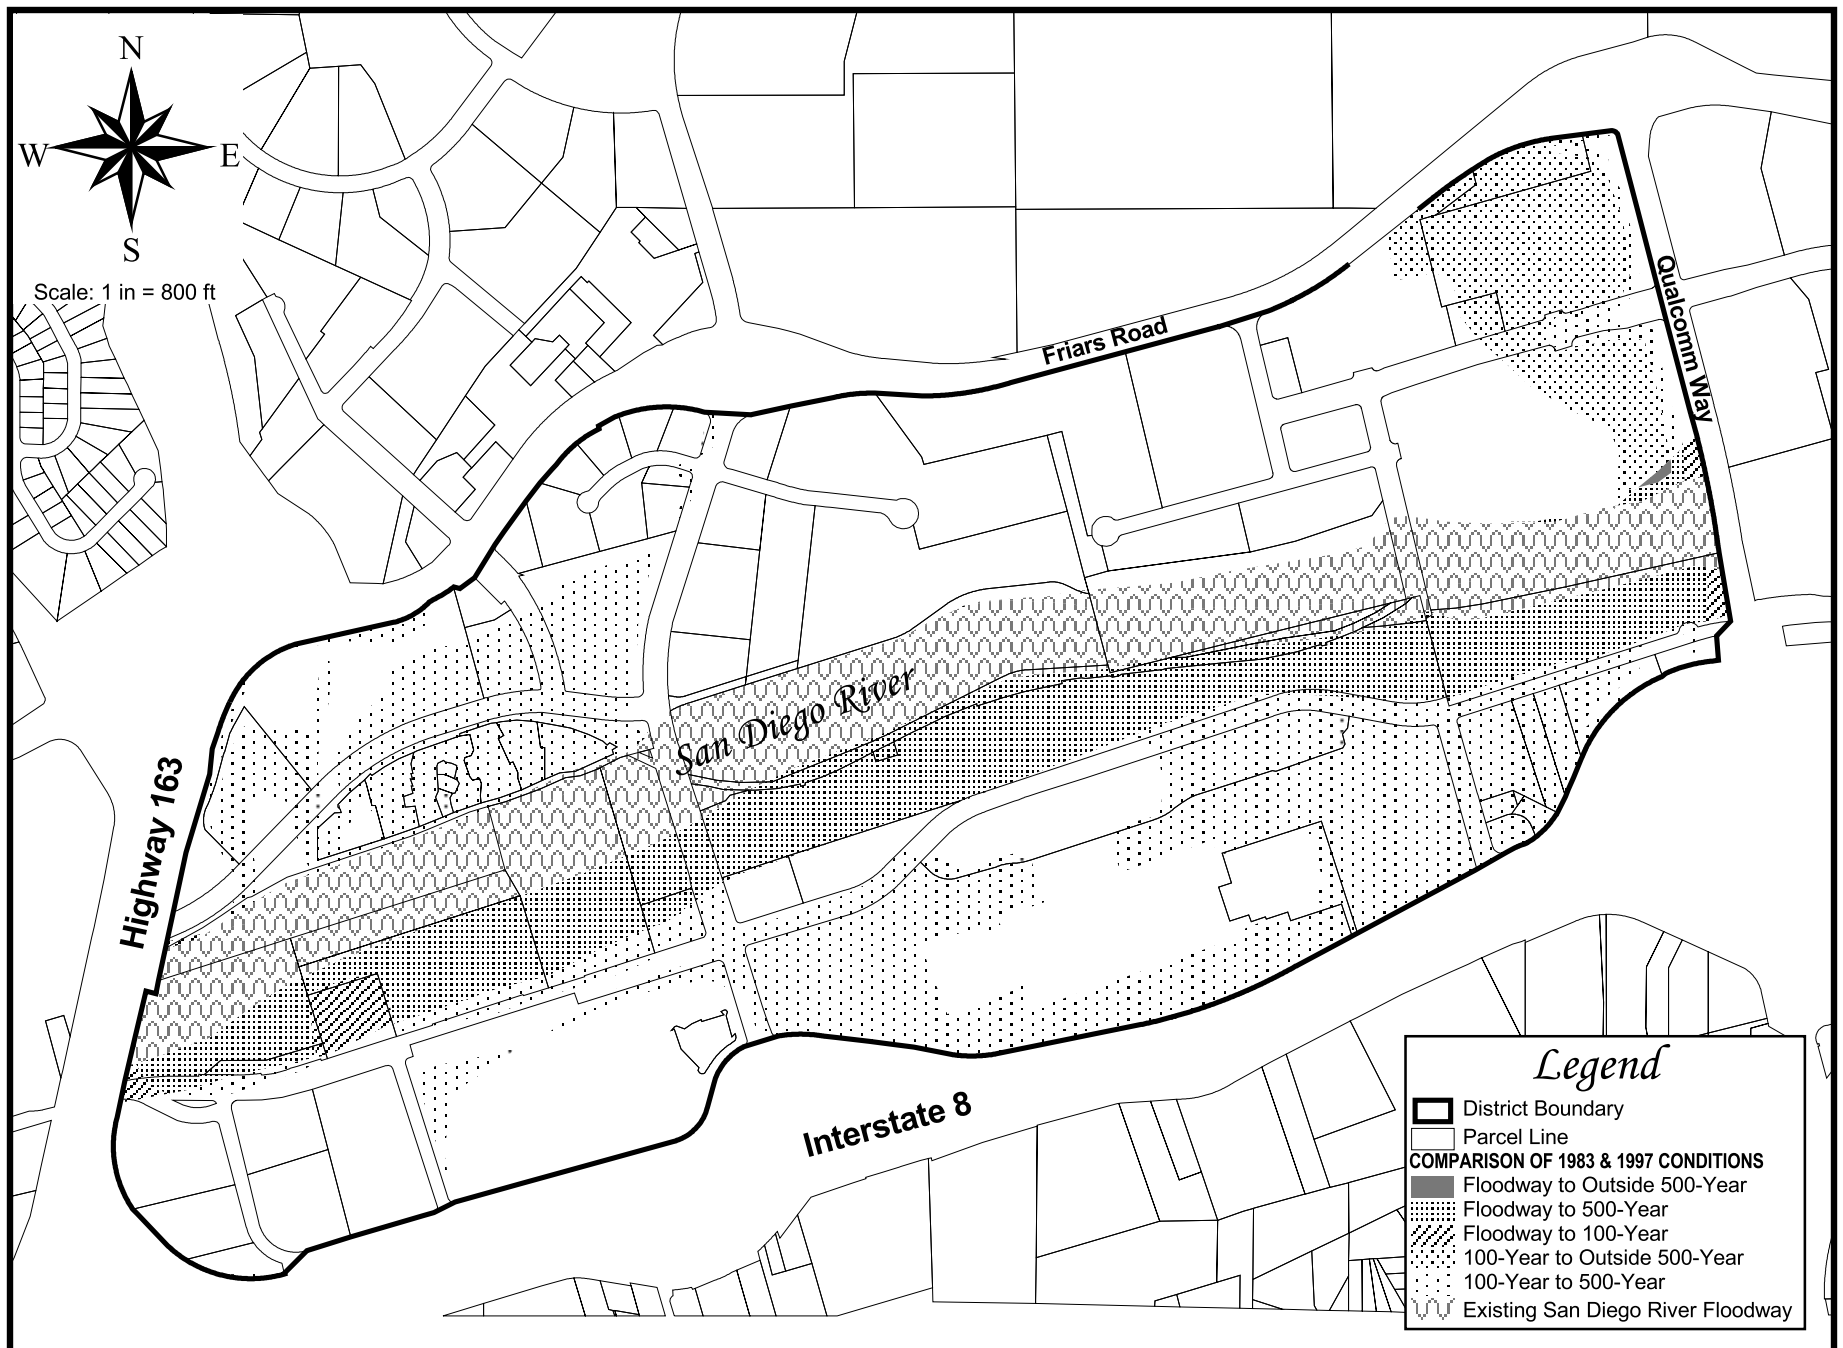 N
W
E
S
Scale: 1 in = 800 ft
Friars Road
Qualcomm Way
San Diego River
Highway 163
Interstate 8
Legend
District Boundary
Parcel Line
COMPARISON OF 1983 & 1997 CONDITIONS
Floodway to Outside 500-Year
Floodway to 500-Year
Floodway to 100-Year
100-Year to Outside 500-Year
100-Year to 500-Year
Existing San Diego River Floodway